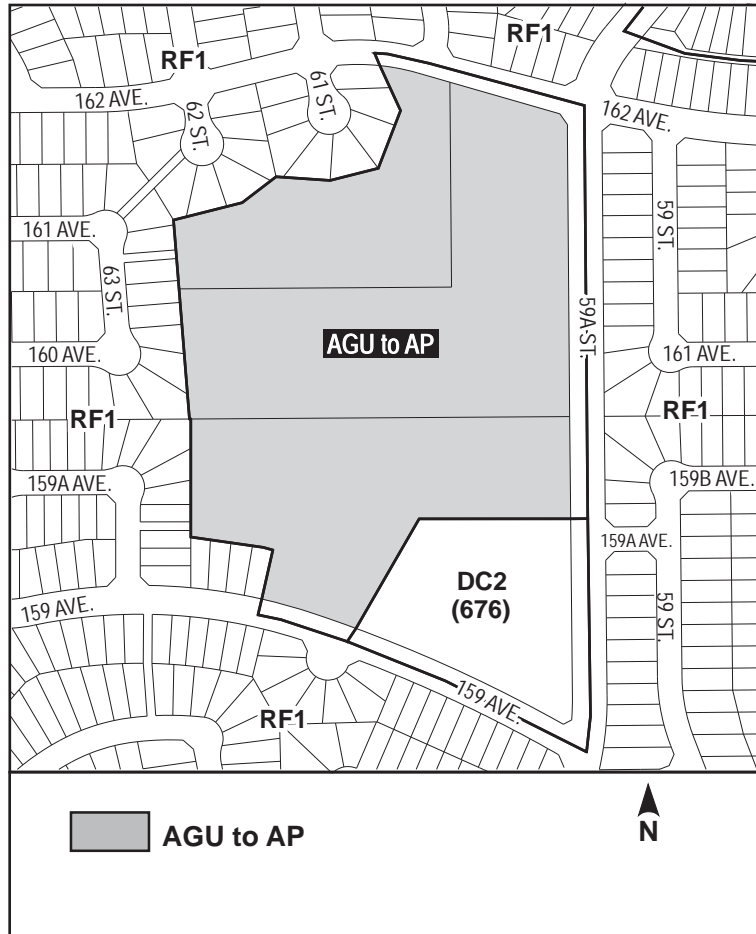 RF1
RF1
162 AVE.
61 ST.
62 ST.
162 AVE.
161 AVE.
59 ST.
63 ST.
59A ST.
AGU to AP
160 AVE.
161 AVE.
RF1
RF1
159A AVE.
159B AVE.
159A AVE.
DC2
(676)
159 AVE.
59 ST.
159 AVE.
RF1
AGU to AP
N